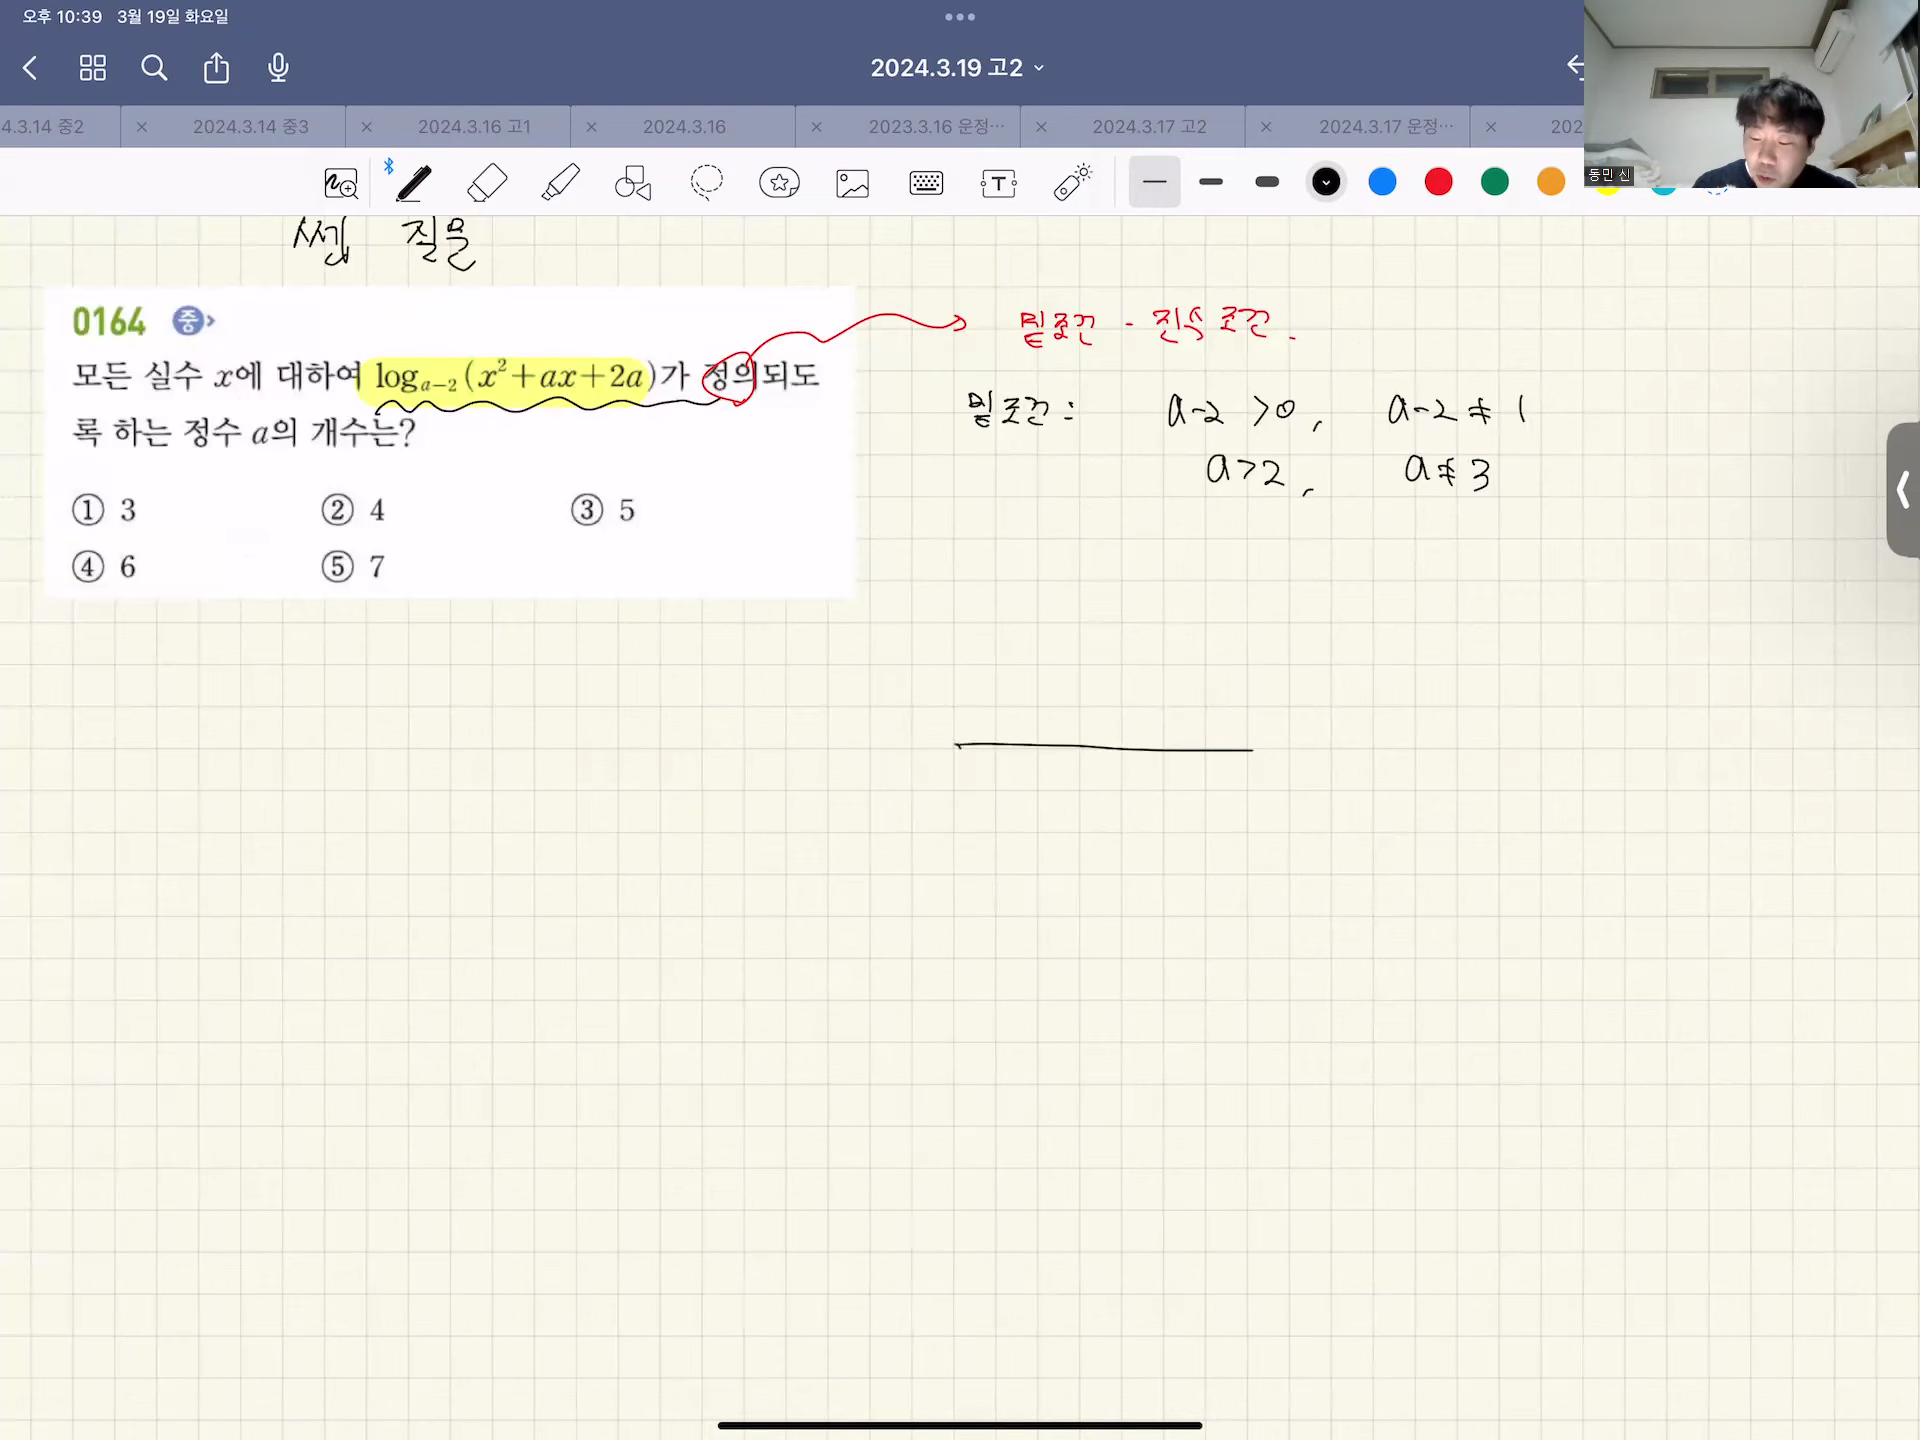 오후 10:39 3월 19일 화요일
2024.3.19 고2
4.3.14 중2 × 2024.3.14 중3 × 2024.3.16 고1 × 2024.3.16 × 2023.3.16 운정… × 2024.3.17 고2 × 2024.3.17 운정… × 202
동민 신
쎈 질문
0164 중
모든 실수 x에 대하여 log_{a-2}(x²+ax+2a)가 정의되도
록 하는 정수 a의 개수는?
① 3 ② 4 ③ 5
④ 6 ⑤ 7
밑조건 - 진수조건.
밑조건: a-2 >0, a-2 ≠ 1
a>2, a≠3